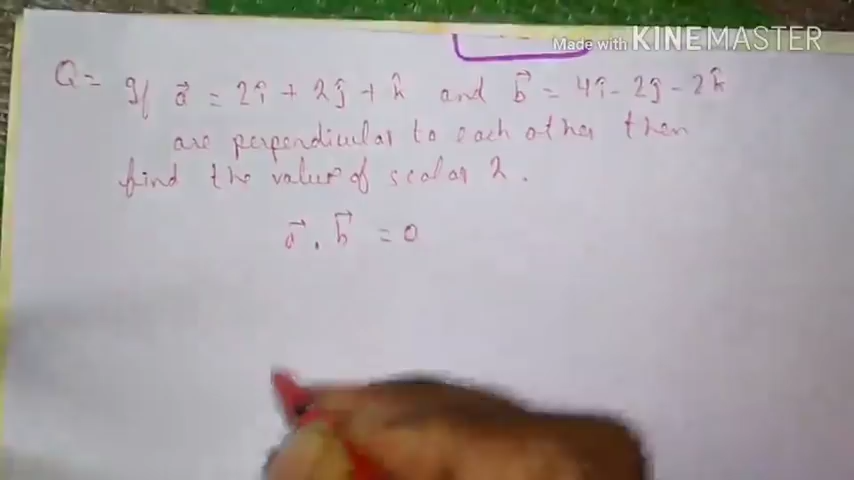 Made with KINEMASTER
Q = If a⃗ = 2î + 2ĵ + k̂ and b⃗ = 4î - 2ĵ - 2k̂
are perpendicular to each other then
find the value of scalar λ .
a⃗ . b⃗ = 0